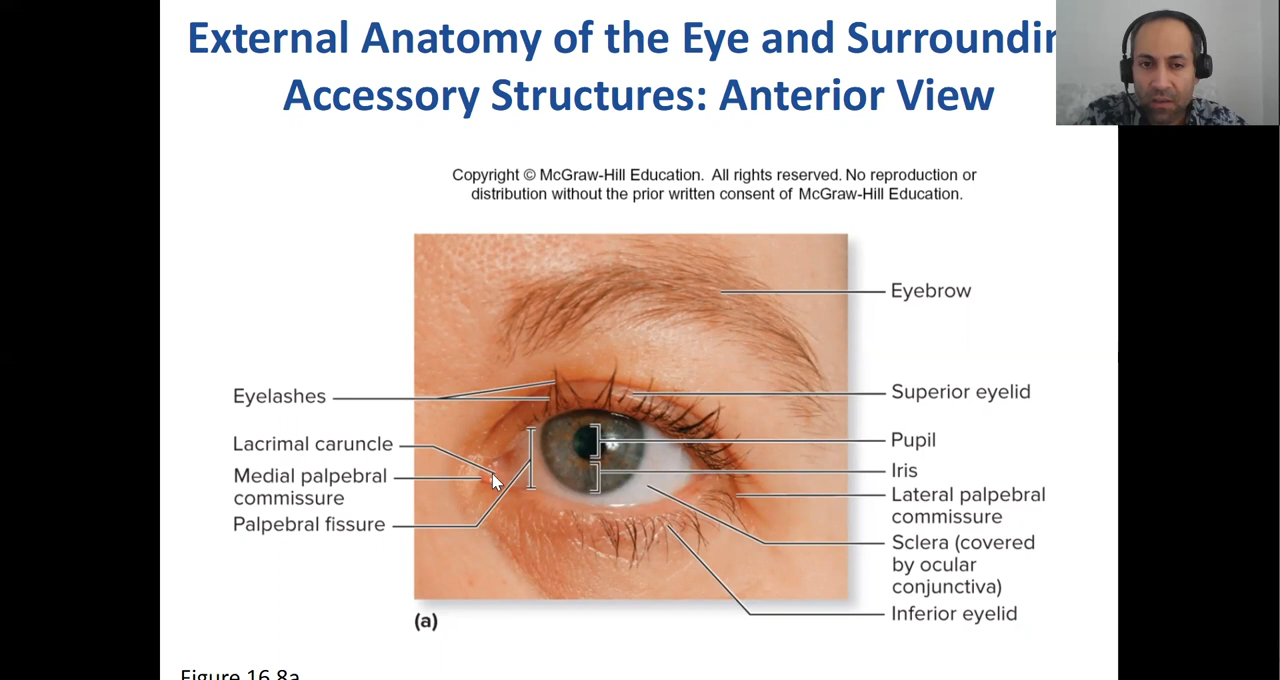 External Anatomy of the Eye and Surroundin
Accessory Structures: Anterior View
Copyright © McGraw-Hill Education. All rights reserved. No reproduction or
distribution without the prior written consent of McGraw-Hill Education.
Eyebrow
Eyelashes
Superior eyelid
Lacrimal caruncle
Pupil
Medial palpebral
commissure
Iris
Palpebral fissure
Lateral palpebral
commissure
Sclera (covered
by ocular
conjunctiva)
Inferior eyelid
(a)
Figure 16.8a